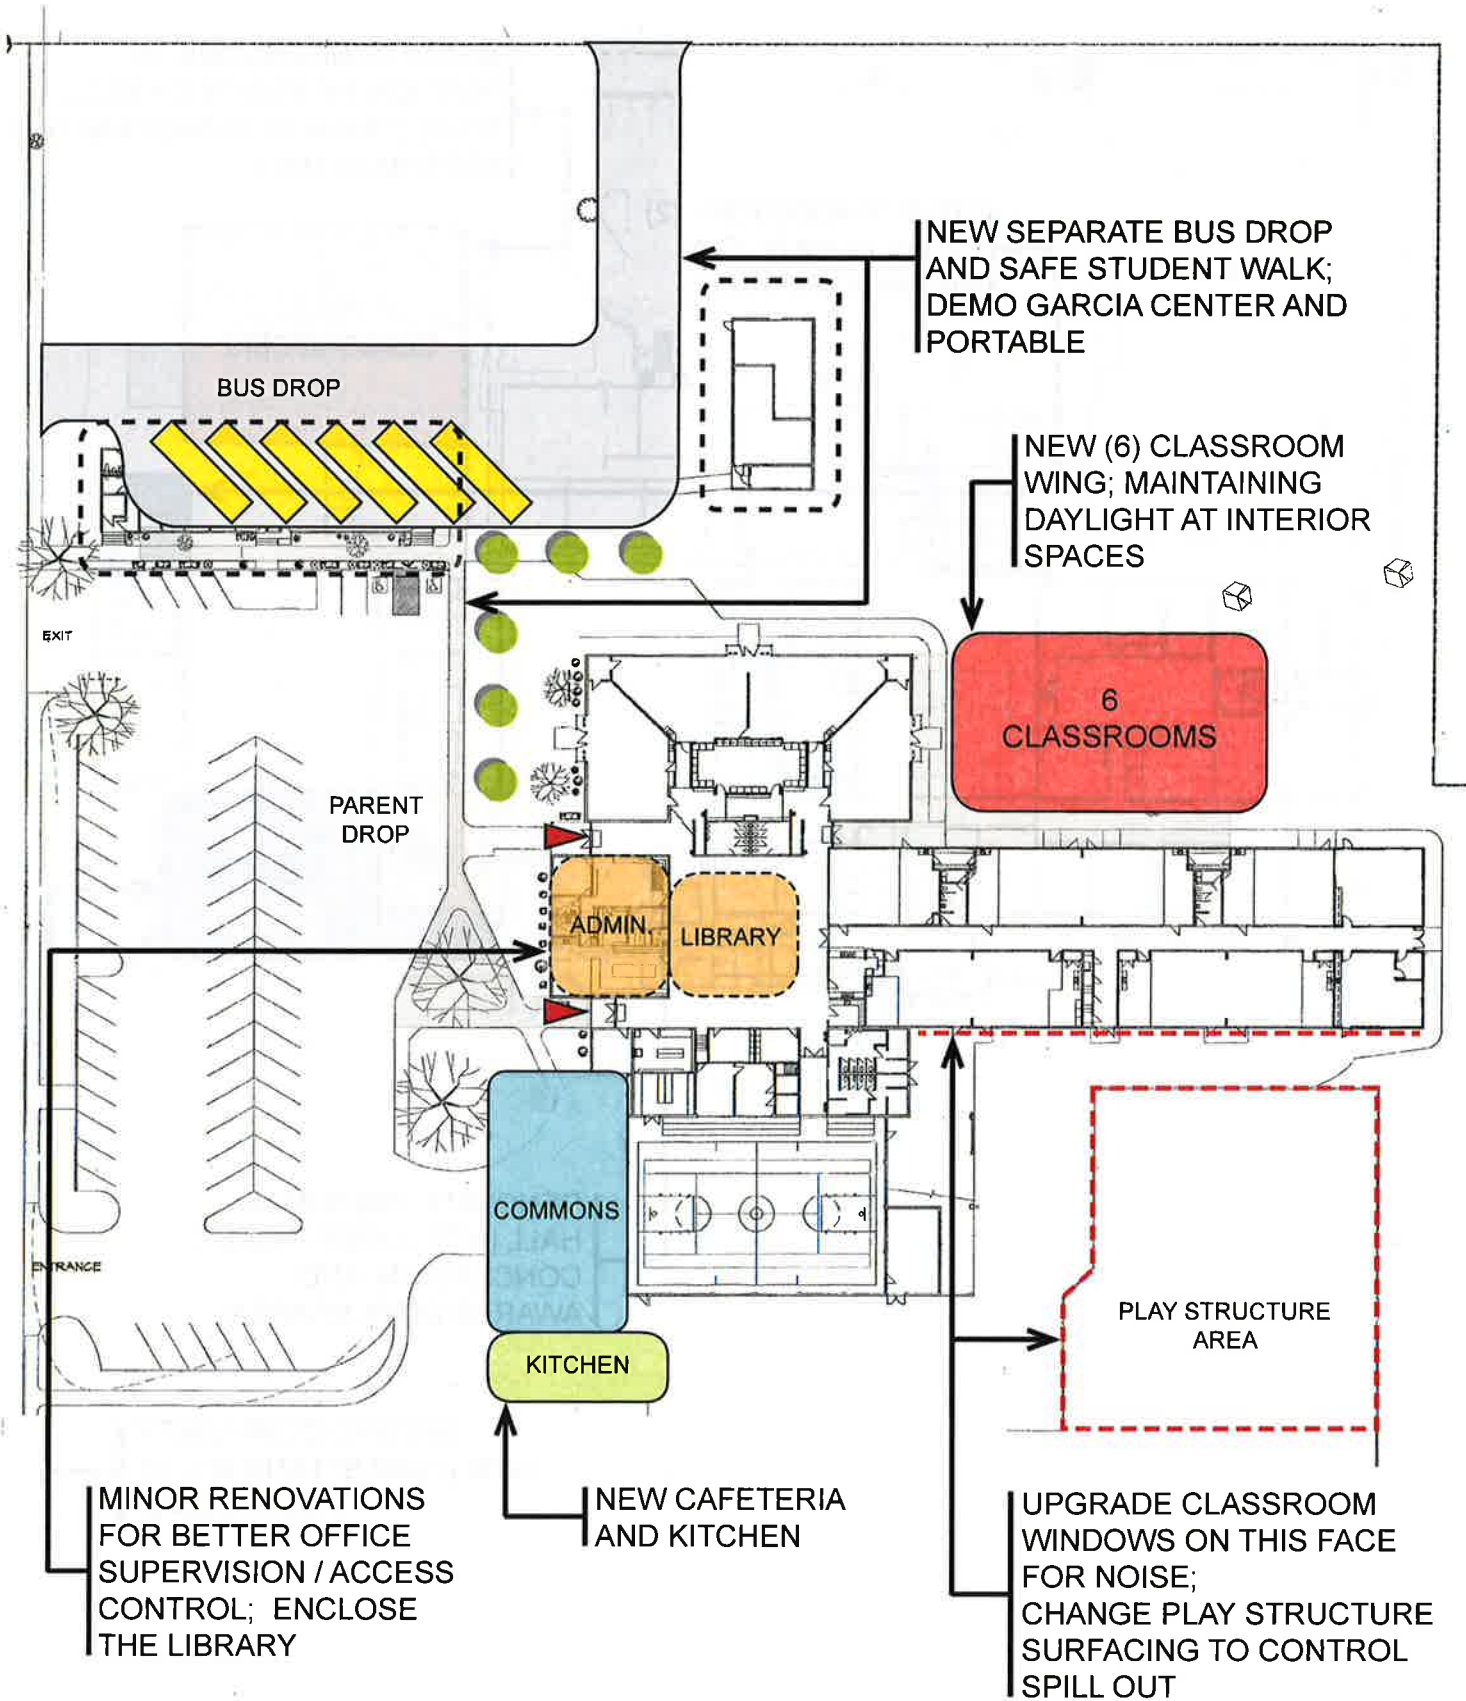 NEW SEPARATE BUS DROP
AND SAFE STUDENT WALK;
DEMO GARCIA CENTER AND
PORTABLE
BUS DROP
NEW (6) CLASSROOM
WING; MAINTAINING
DAYLIGHT AT INTERIOR
SPACES
EXIT
6
CLASSROOMS
PARENT
DROP
ADMIN.
LIBRARY
COMMONS
ENTRANCE
PLAY STRUCTURE
AREA
KITCHEN
MINOR RENOVATIONS
FOR BETTER OFFICE
SUPERVISION / ACCESS
CONTROL; ENCLOSE
THE LIBRARY
NEW CAFETERIA
AND KITCHEN
UPGRADE CLASSROOM
WINDOWS ON THIS FACE
FOR NOISE;
CHANGE PLAY STRUCTURE
SURFACING TO CONTROL
SPILL OUT